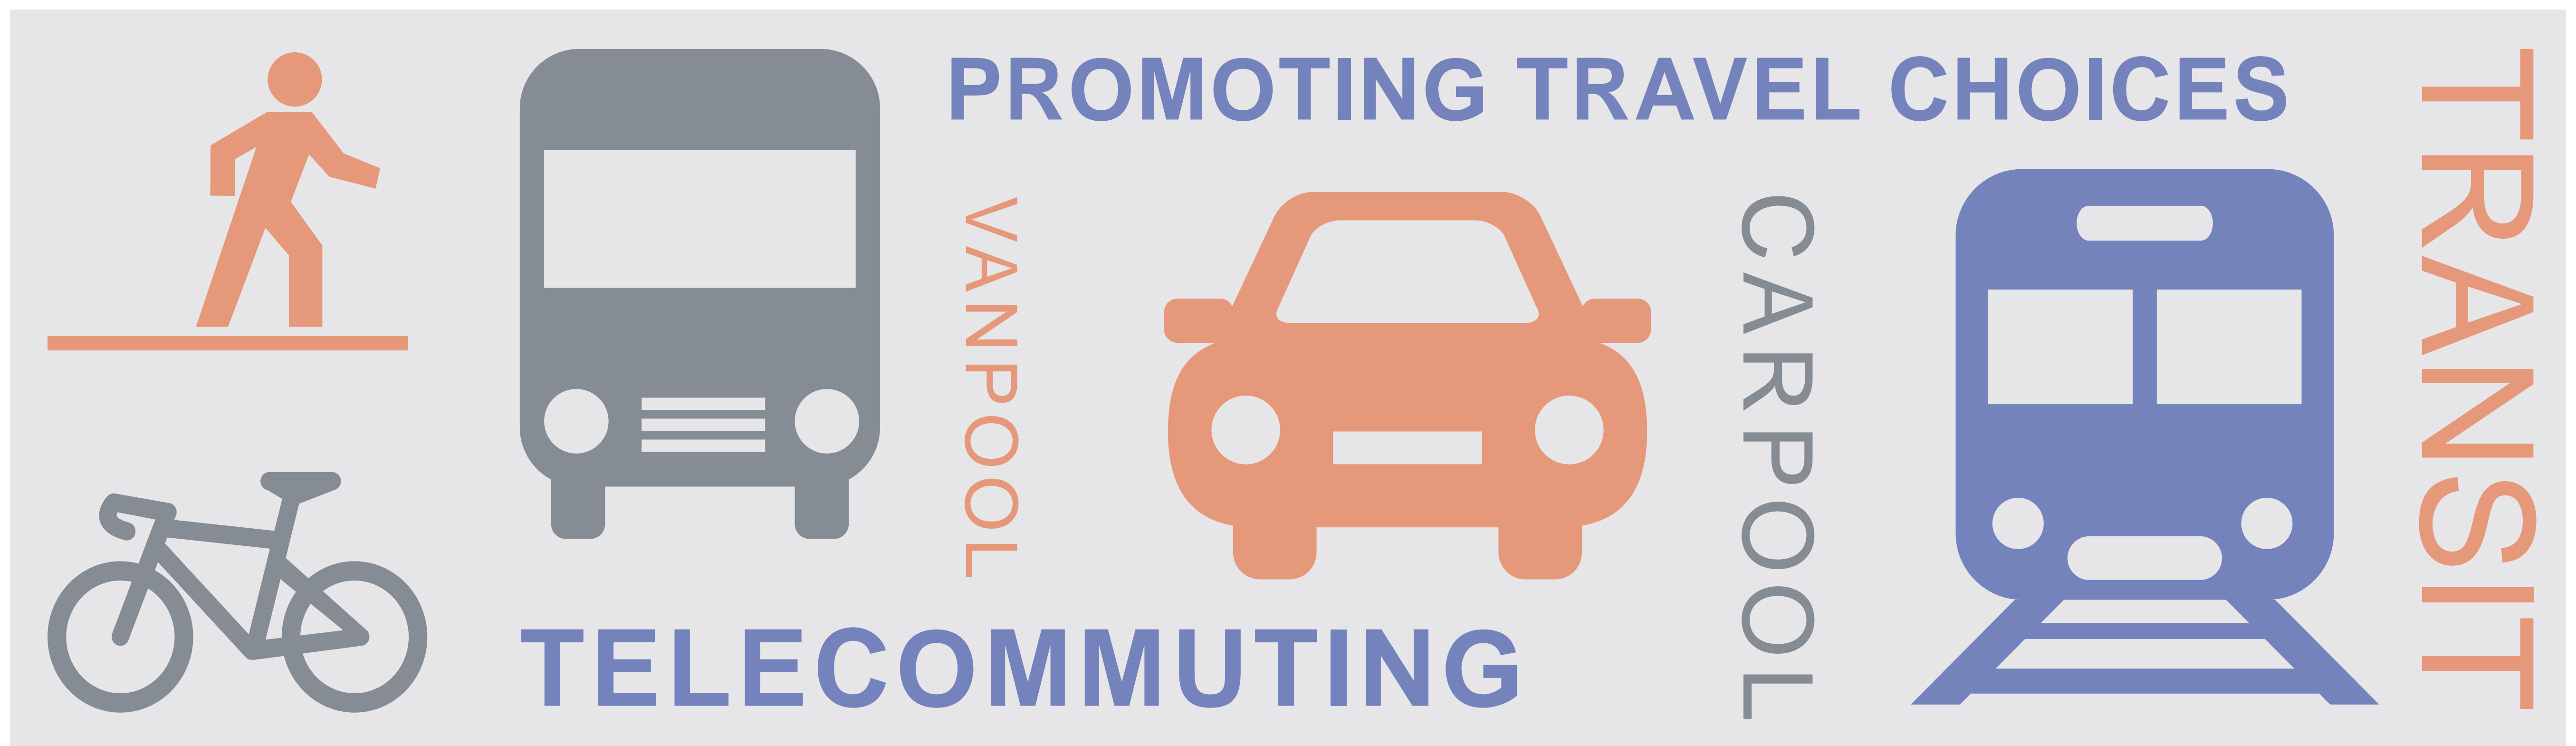 PROMOTING TRAVEL CHOICES
VANPOOL
CARPOOL
TRANSIT
TELECOMMUTING